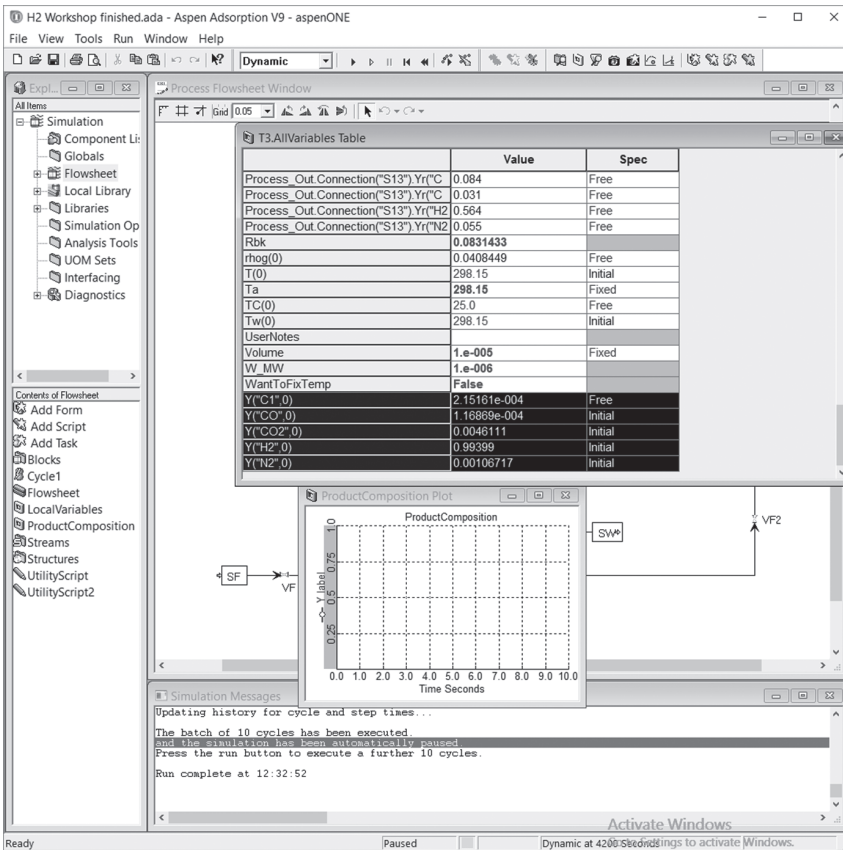 H2 Workshop finished.ada - Aspen Adsorption V9 - aspenONE
File View Tools Run Window Help
Dynamic
Expl...
All Items
Simulation
Component Li
Globals
Flowsheet
Local Library
Libraries
Simulation Op
Analysis Tools
UOM Sets
Interfacing
Diagnostics
Contents of Flowsheet
Add Form
Add Script
Add Task
Blocks
Cycle1
Flowsheet
LocalVariables
ProductComposition
Streams
Structures
UtilityScript
UtilityScript2
Process Flowsheet Window
Grid 0.05
T3.AllVariables Table
Value Spec
Process_Out.Connection("S13").Yr("C 0.084 Free
Process_Out.Connection("S13").Yr("C 0.031 Free
Process_Out.Connection("S13").Yr("H2 0.564 Free
Process_Out.Connection("S13").Yr("N2 0.055 Free
Rbk 0.0831433
rhog(0) 0.0408449 Free
T(0) 298.15 Initial
Ta 298.15 Fixed
TC(0) 25.0 Free
Tw(0) 298.15 Initial
UserNotes
Volume 1.e-005 Fixed
W_MW 1.e-006
WantToFixTemp False
Y("C1",0) 2.15161e-004 Free
Y("CO",0) 1.16869e-004 Initial
Y("CO2",0) 0.0046111 Initial
Y("H2",0) 0.99399 Initial
Y("N2",0) 0.00106717 Initial
ProductComposition Plot
ProductComposition
Y_label
1.0
0.75
0.5
0.25
0.0 1.0 2.0 3.0 4.0 5.0 6.0 7.0 8.0 9.0 10.0
Time Seconds
SF
VF
SW
VF2
Simulation Messages
Updating history for cycle and step times...
The batch of 10 cycles has been executed.
and the simulation has been automatically paused.
Press the run button to execute a further 10 cycles.
Run complete at 12:32:52
Activate Windows
Go to Settings to activate Windows.
Ready
Paused
Dynamic at 4200 Seconds